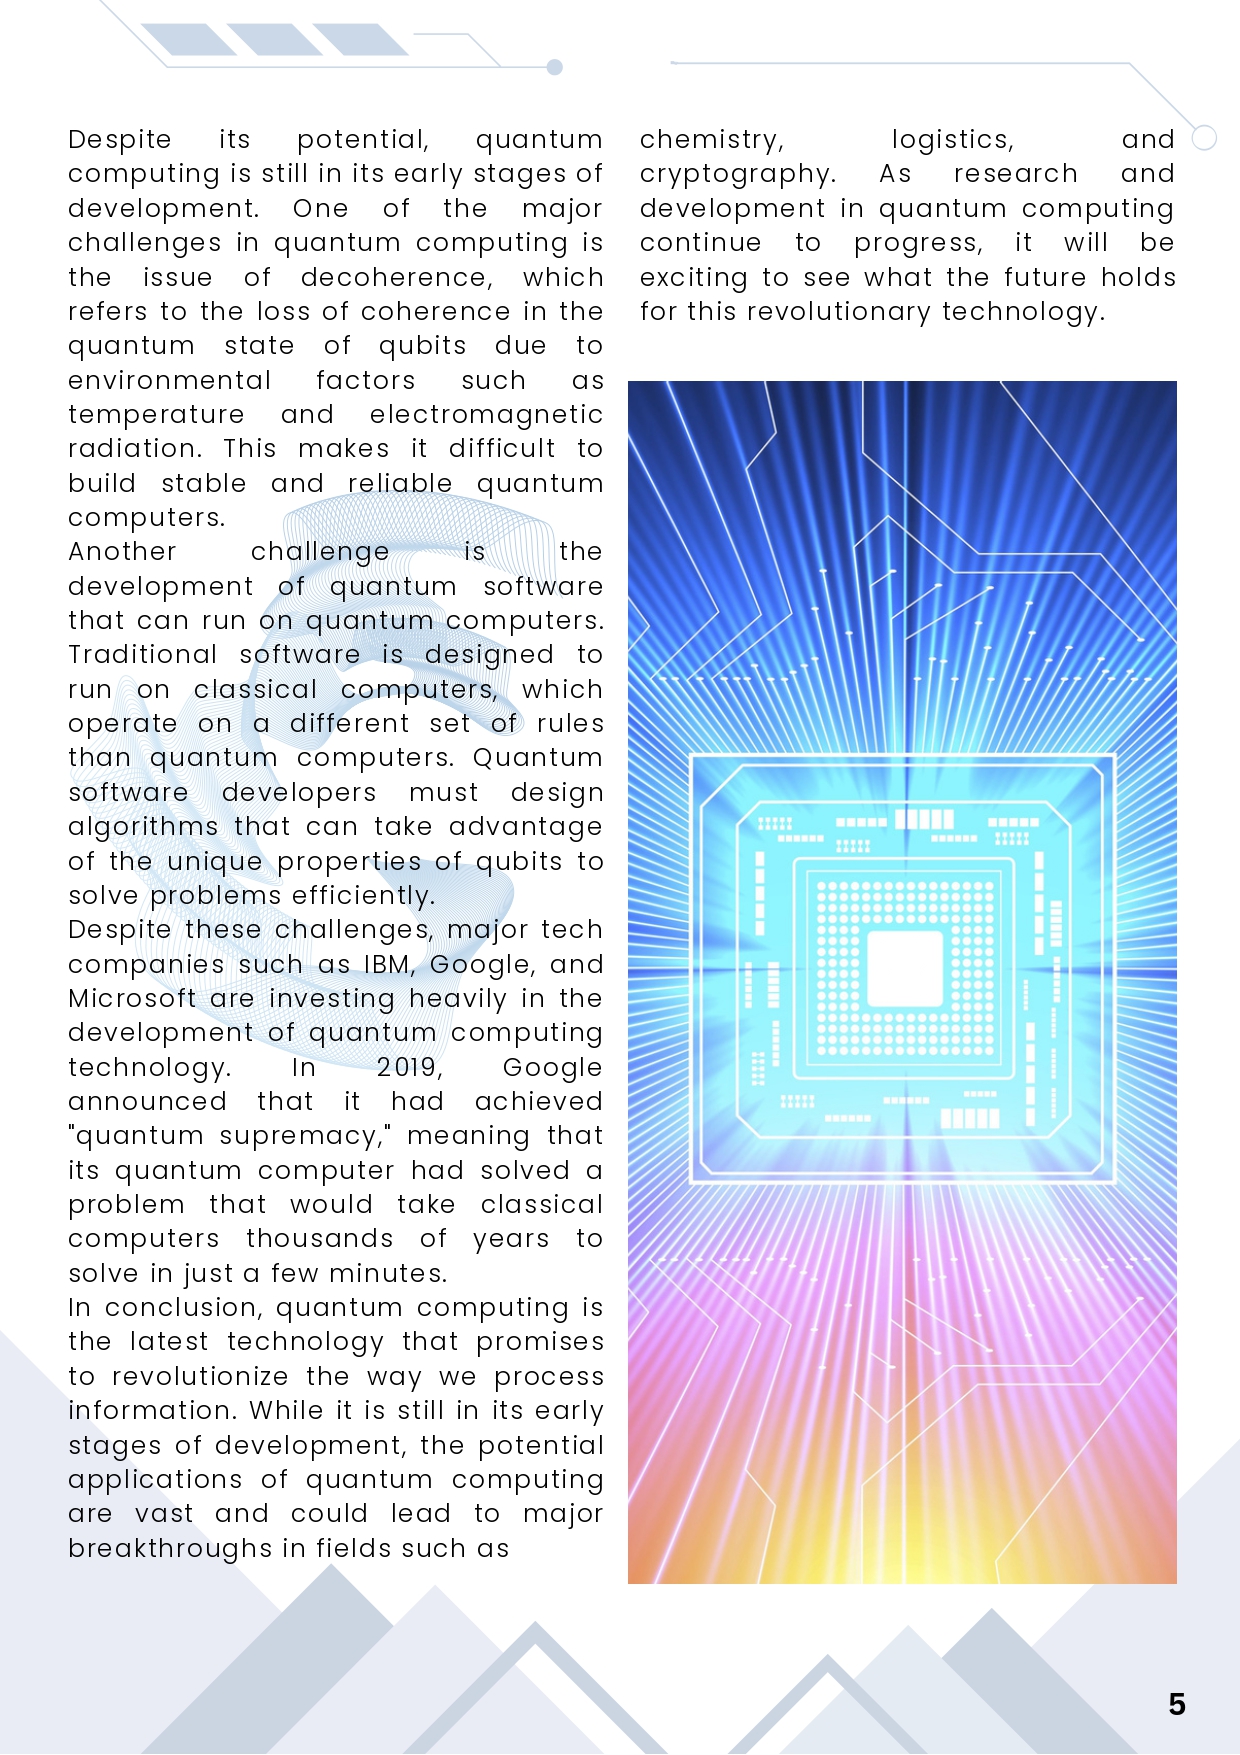 Despite its potential, quantum
computing is still in its early stages of
development. One of the major
challenges in quantum computing is
the issue of decoherence, which
refers to the loss of coherence in the
quantum state of qubits due to
environmental factors such as
temperature and electromagnetic
radiation. This makes it difficult to
build stable and reliable quantum
computers.
Another challenge is the
development of quantum software
that can run on quantum computers.
Traditional software is designed to
run on classical computers, which
operate on a different set of rules
than quantum computers. Quantum
software developers must design
algorithms that can take advantage
of the unique properties of qubits to
solve problems efficiently.
Despite these challenges, major tech
companies such as IBM, Google, and
Microsoft are investing heavily in the
development of quantum computing
technology. In 2019, Google
announced that it had achieved
"quantum supremacy," meaning that
its quantum computer had solved a
problem that would take classical
computers thousands of years to
solve in just a few minutes.
In conclusion, quantum computing is
the latest technology that promises
to revolutionize the way we process
information. While it is still in its early
stages of development, the potential
applications of quantum computing
are vast and could lead to major
breakthroughs in fields such as
chemistry, logistics, and
cryptography. As research and
development in quantum computing
continue to progress, it will be
exciting to see what the future holds
for this revolutionary technology.
5